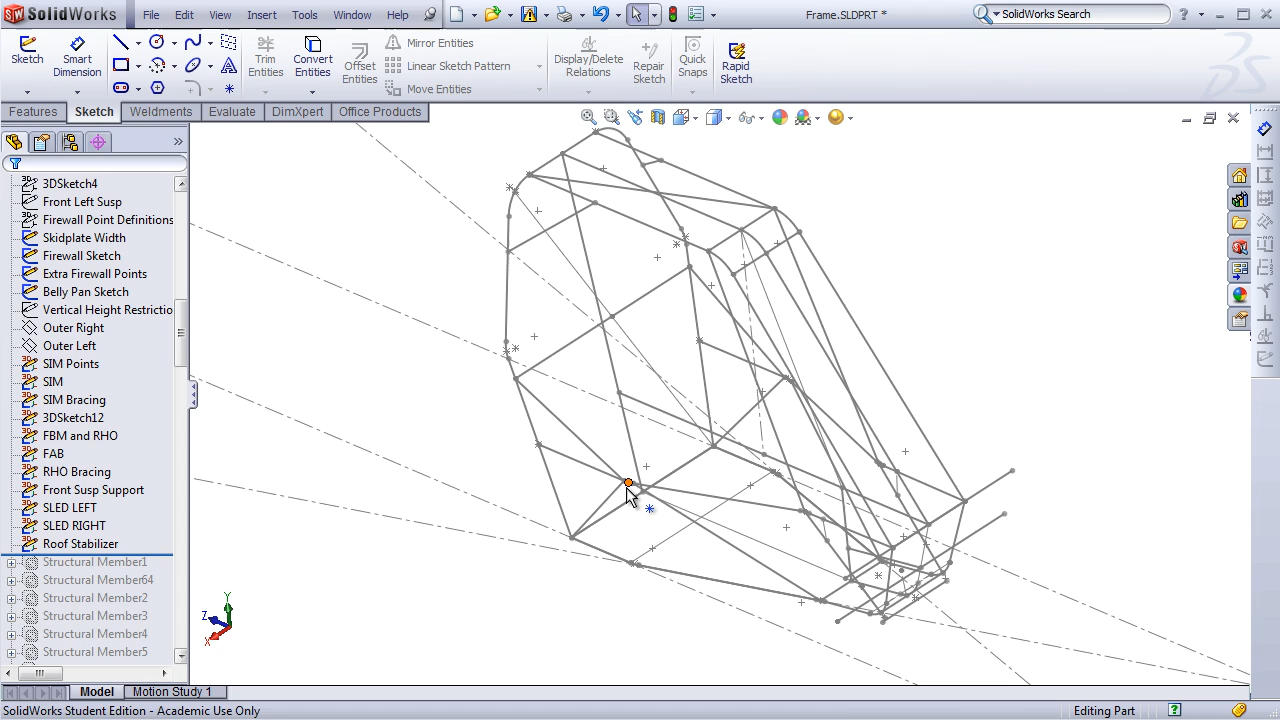 SolidWorks
File Edit View Insert Tools Window Help
Frame.SLDPRT *
SolidWorks Search
Sketch
Smart Dimension
Trim Entities
Convert Entities
Offset Entities
Mirror Entities
Linear Sketch Pattern
Move Entities
Display/Delete Relations
Repair Sketch
Quick Snaps
Rapid Sketch
Features Sketch Weldments Evaluate DimXpert Office Products
3DSketch4
Front Left Susp
Firewall Point Definitions
Skidplate Width
Firewall Sketch
Extra Firewall Points
Belly Pan Sketch
Vertical Height Restrictio
Outer Right
Outer Left
SIM Points
SIM
SIM Bracing
3DSketch12
FBM and RHO
FAB
RHO Bracing
Front Susp Support
SLED LEFT
SLED RIGHT
Roof Stabilizer
Structural Member1
Structural Member64
Structural Member2
Structural Member3
Structural Member4
Structural Member5
Y
Z
X
Model Motion Study 1
SolidWorks Student Edition - Academic Use Only
Editing Part